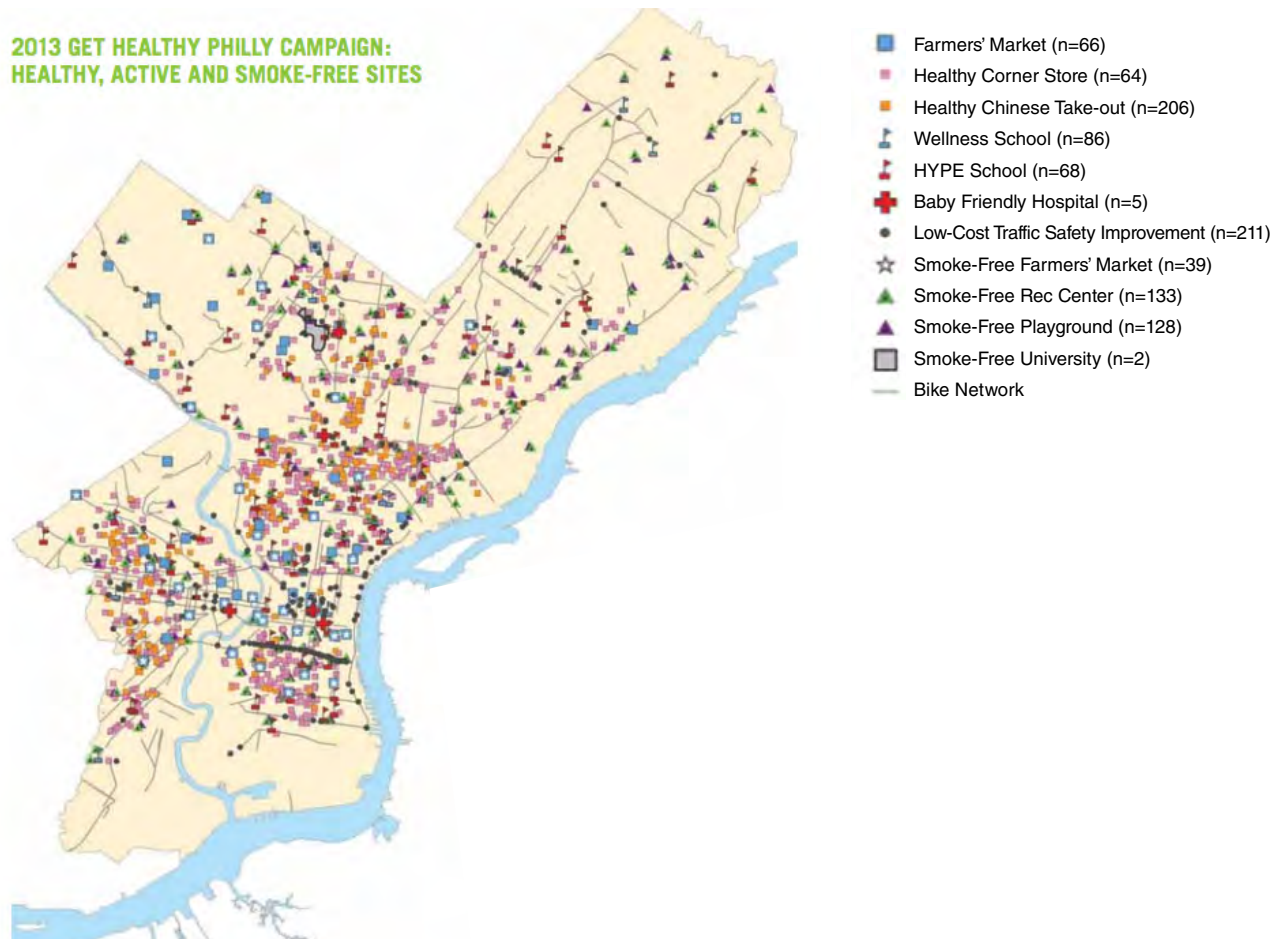 2013 GET HEALTHY PHILLY CAMPAIGN:
HEALTHY, ACTIVE AND SMOKE-FREE SITES
Farmers' Market (n=66)
Healthy Corner Store (n=64)
Healthy Chinese Take-out (n=206)
Wellness School (n=86)
HYPE School (n=68)
Baby Friendly Hospital (n=5)
Low-Cost Traffic Safety Improvement (n=211)
Smoke-Free Farmers' Market (n=39)
Smoke-Free Rec Center (n=133)
Smoke-Free Playground (n=128)
Smoke-Free University (n=2)
Bike Network